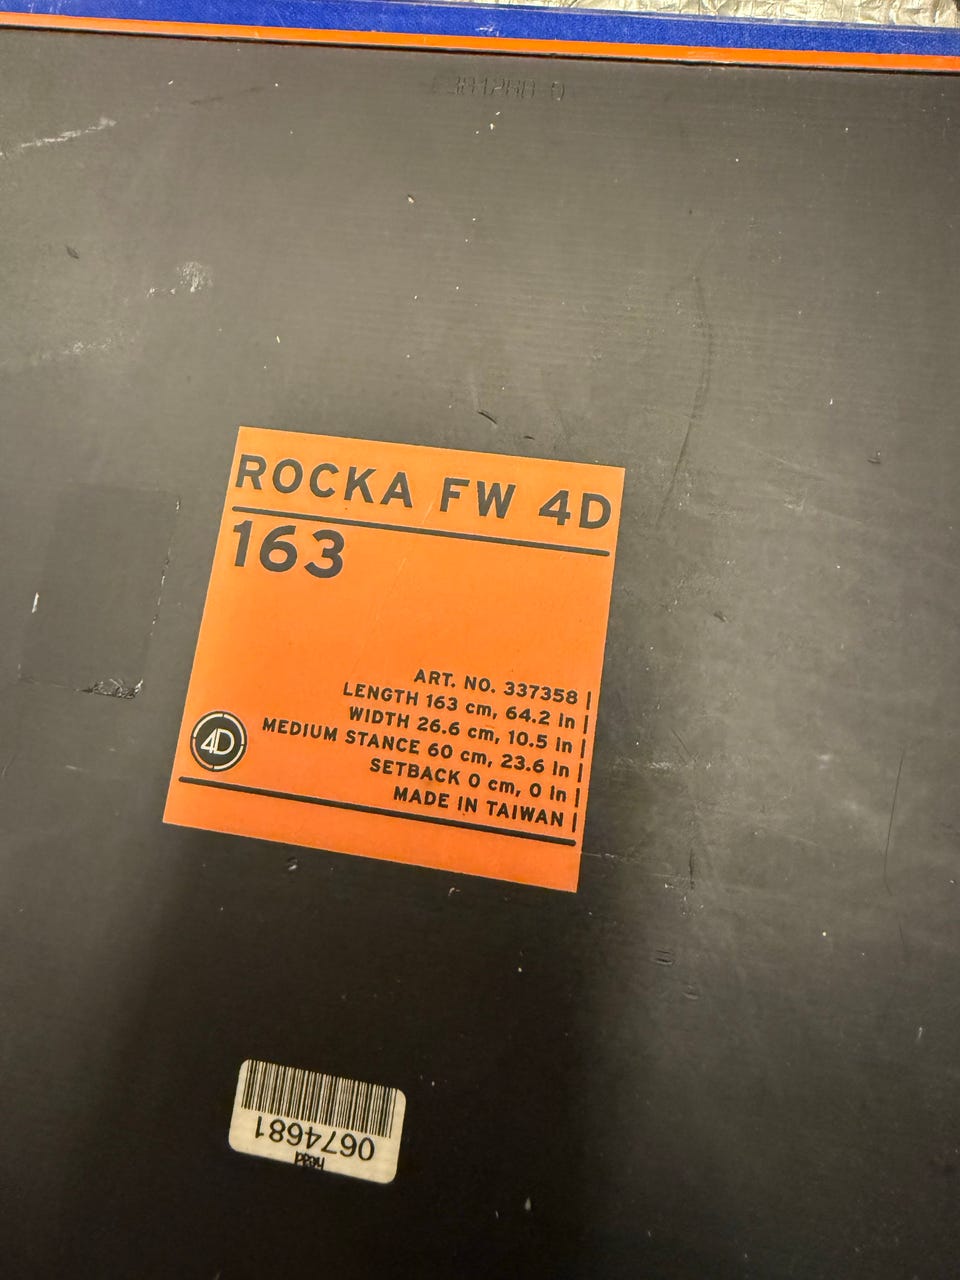 ROCKA FW 4D
163
ART. NO. 337358
LENGTH 163 cm, 64.2 in
WIDTH 26.6 cm, 10.5 in
MEDIUM STANCE 60 cm, 23.6 in
SETBACK 0 cm, 0 in
MADE IN TAIWAN
4D
0674681
head